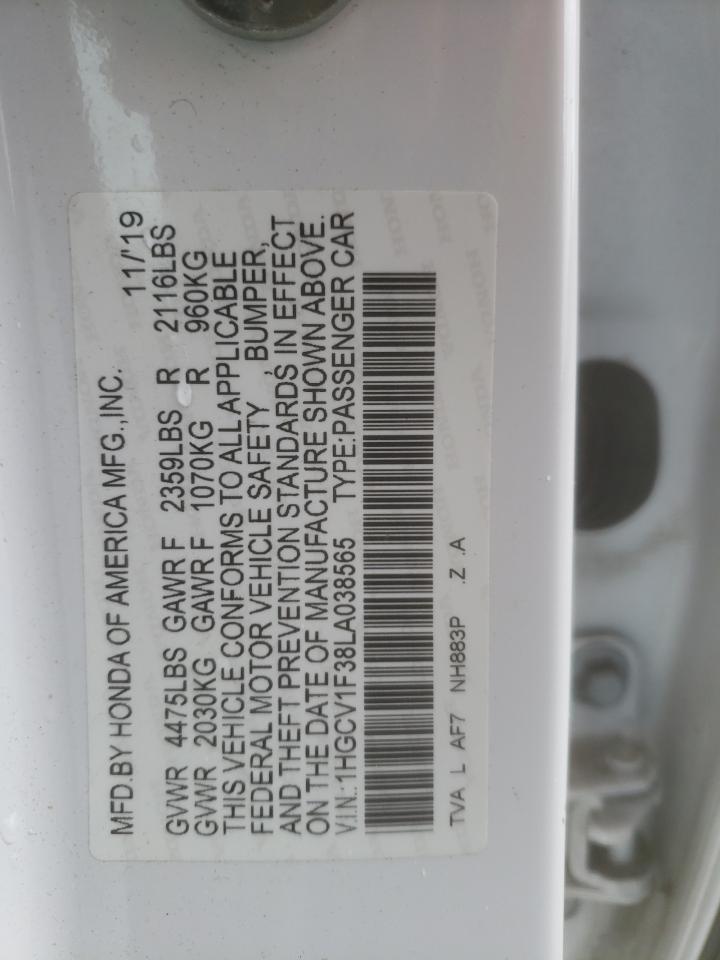 MFD.BY HONDA OF AMERICA MFG.,INC. 11/'19
GVWR 4475LBS GAWR F 2359LBS R 2116LBS
GVWR 2030KG GAWR F 1070KG R 960KG
THIS VEHICLE CONFORMS TO ALL APPLICABLE
FEDERAL MOTOR VEHICLE SAFETY , BUMPER,
AND THEFT PREVENTION STANDARDS IN EFFECT
ON THE DATE OF MANUFACTURE SHOWN ABOVE.
V.I.N.: 1HGCV1F38LA038565 TYPE:PASSENGER CAR
TVA L AF7 NH883P .Z .A